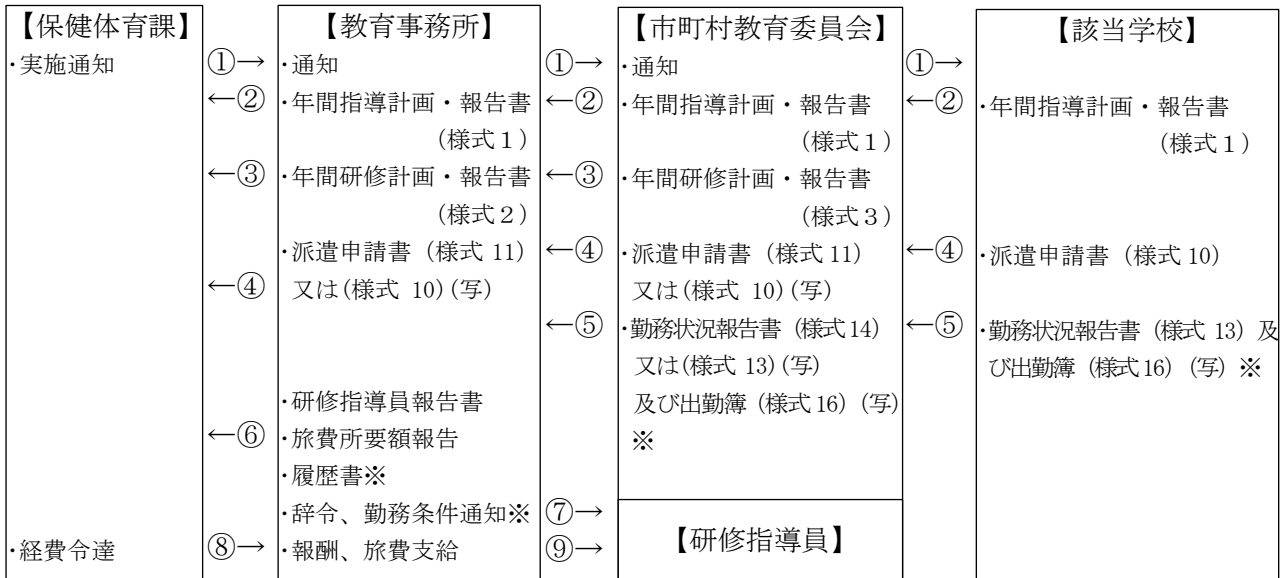 【保健体育課】 【教育事務所】 【市町村教育委員会】 【該当学校】
・実施通知 ①→ ・通知 ①→ ・通知 ①→
←② ・年間指導計画・報告書 ←② ・年間指導計画・報告書 ←② ・年間指導計画・報告書
(様式1) (様式1) (様式1)
←③ ・年間研修計画・報告書 ←③ ・年間研修計画・報告書
(様式2) (様式3)
・派遣申請書(様式11) ←④ ・派遣申請書(様式11) ←④ ・派遣申請書(様式10)
←④ 又は(様式 10)(写) 又は(様式 10)(写)
←⑤ ・勤務状況報告書(様式14) ←⑤ ・勤務状況報告書(様式 13)及
又は(様式 13)(写) び出勤簿(様式16)(写)※
・研修指導員報告書 及び出勤簿(様式16)(写)
←⑥ ・旅費所要額報告 ※
・履歴書※
・辞令、勤務条件通知※ ⑦→
【研修指導員】
・経費令達 ⑧→ ・報酬、旅費支給 ⑨→